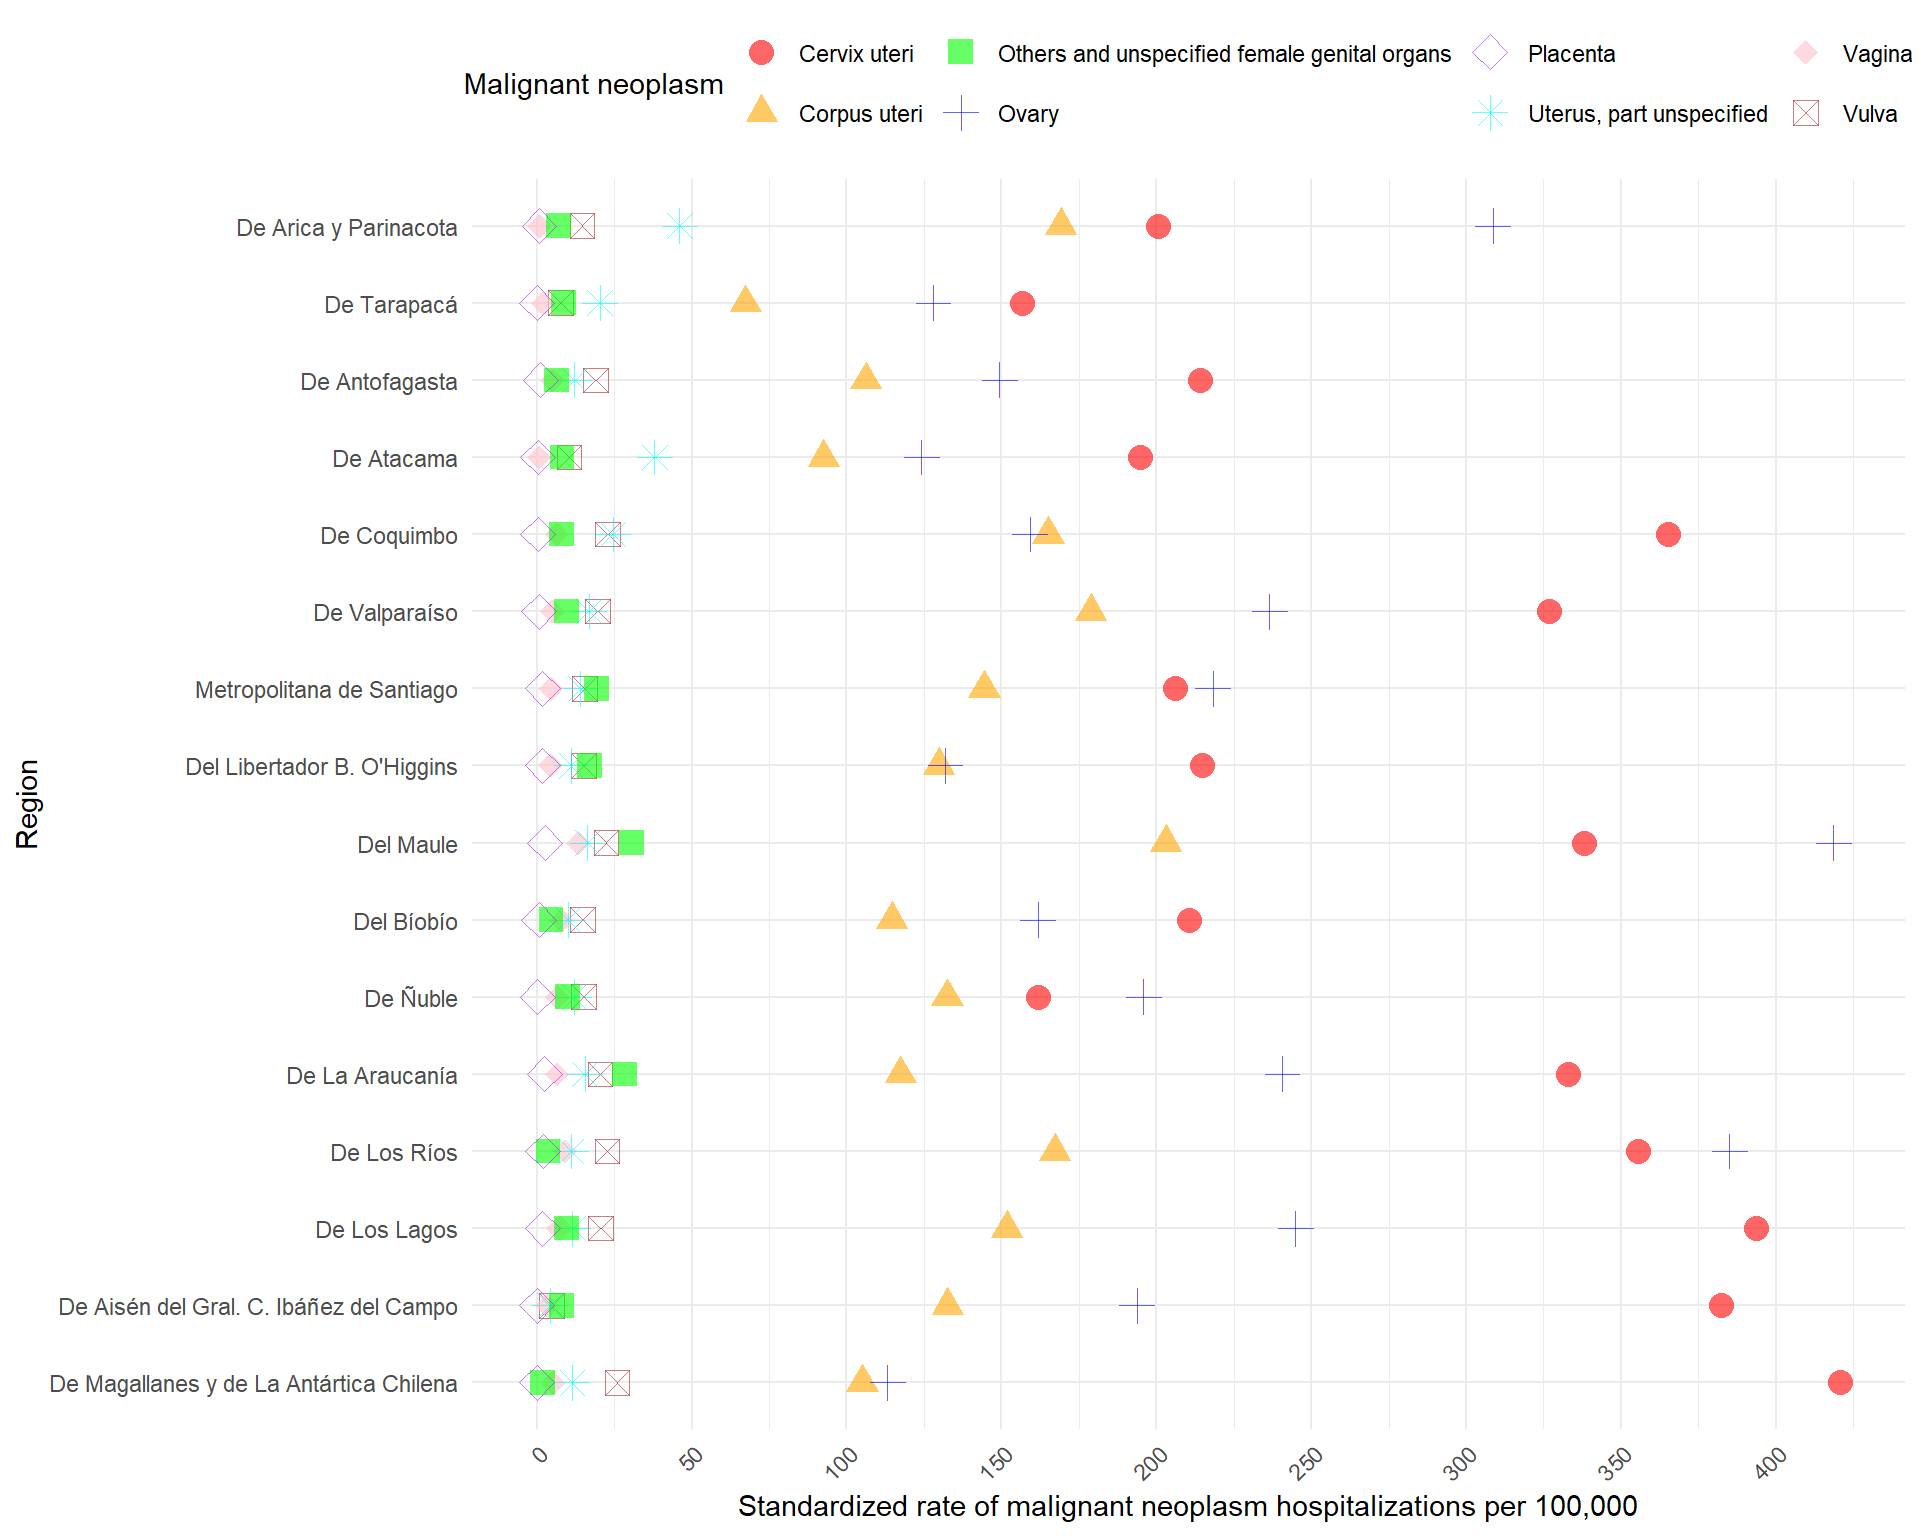 Malignant neoplasm
Cervix uteri
Others and unspecified female genital organs
Placenta
Vagina
Corpus uteri
Ovary
Uterus, part unspecified
Vulva
De Arica y Parinacota
De Tarapacá
De Antofagasta
De Atacama
De Coquimbo
De Valparaíso
Metropolitana de Santiago
Del Libertador B. O'Higgins
Del Maule
Del Bíobío
De Ñuble
De La Araucanía
De Los Ríos
De Los Lagos
De Aisén del Gral. C. Ibáñez del Campo
De Magallanes y de La Antártica Chilena
Region
0
50
100
150
200
250
300
350
400
Standardized rate of malignant neoplasm hospitalizations per 100,000